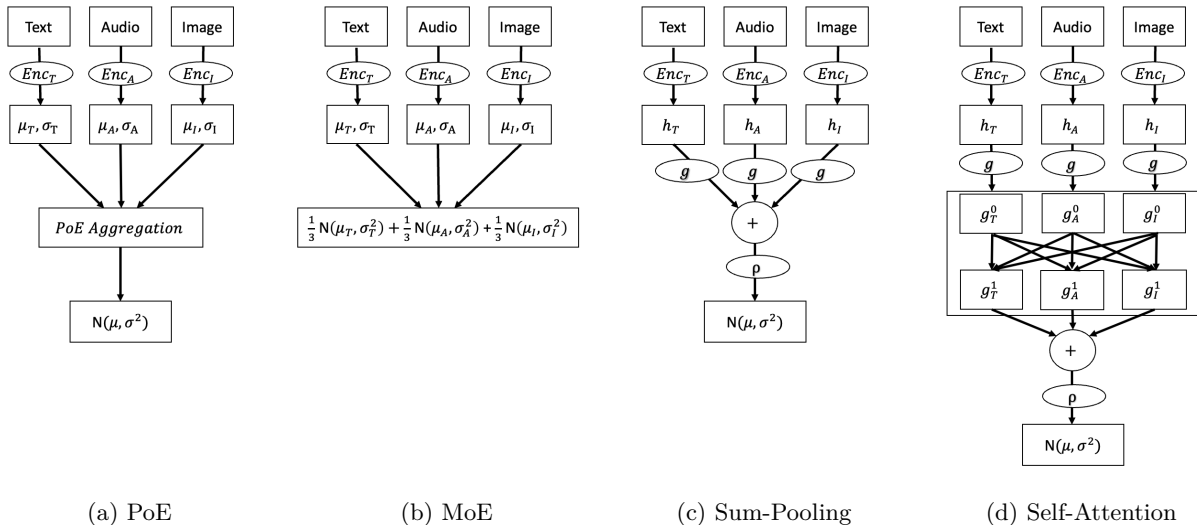 Text Audio Image Text Audio Image Text Audio Image Text Audio Image
Enc_T Enc_A Enc_I Enc_T Enc_A Enc_I Enc_T Enc_A Enc_I Enc_T Enc_A Enc_I
μ_T, σ_T μ_A, σ_A μ_I, σ_I μ_T, σ_T μ_A, σ_A μ_I, σ_I h_T h_A h_I h_T h_A h_I
g g g g g g
PoE Aggregation 1/3 N(μ_T, σ_T^2) + 1/3 N(μ_A, σ_A^2) + 1/3 N(μ_I, σ_I^2) + g_T^0 g_A^0 g_I^0
ρ
g_T^1 g_A^1 g_I^1
N(μ, σ^2) N(μ, σ^2)
+
ρ
N(μ, σ^2)
(a) PoE (b) MoE (c) Sum-Pooling (d) Self-Attention